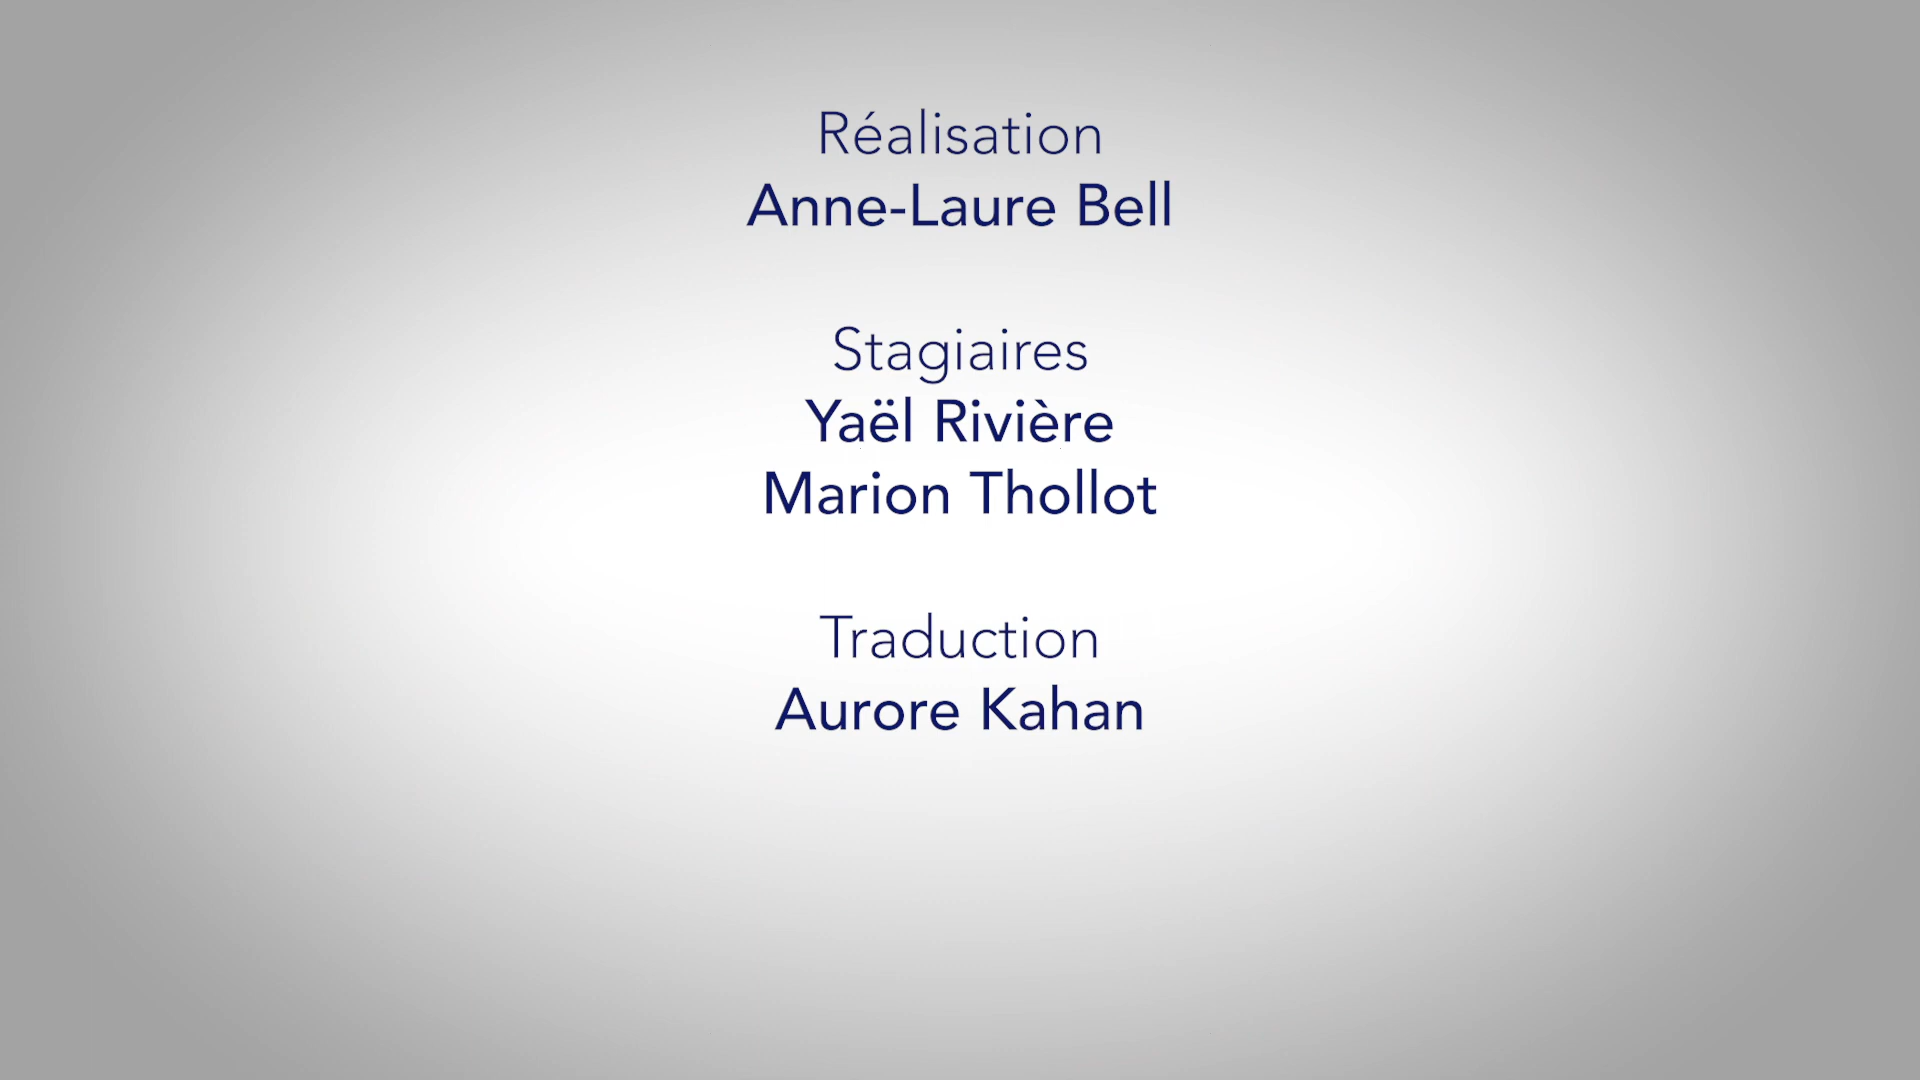 Réalisation
Anne-Laure Bell
Stagiaires
Yaël Rivière
Marion Thollot
Traduction
Aurore Kahan